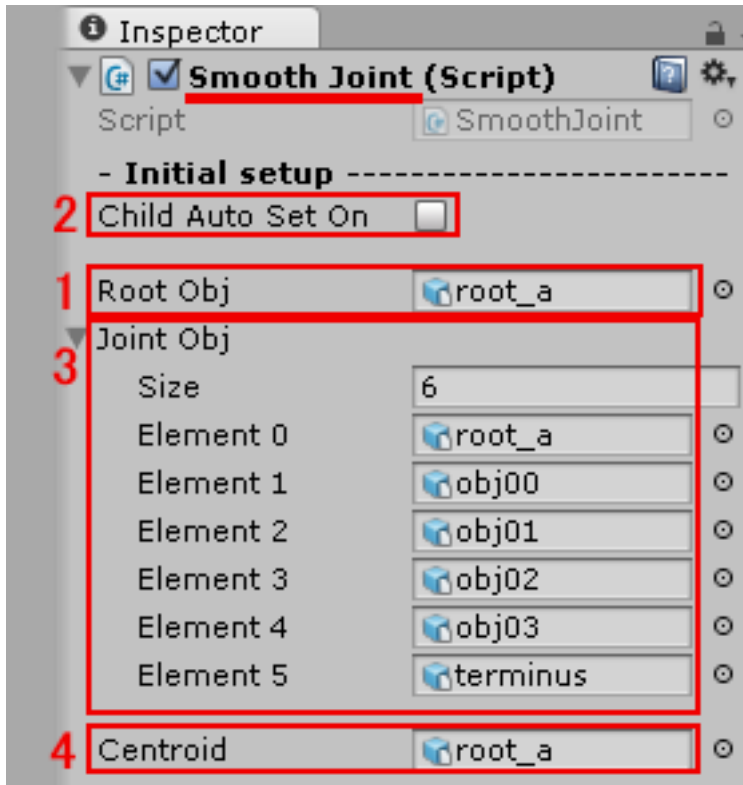 Inspector
Smooth Joint (Script)
Script SmoothJoint
- Initial setup ------------------------
2 Child Auto Set On
1 Root Obj root_a
3 Joint Obj
Size 6
Element 0 root_a
Element 1 obj00
Element 2 obj01
Element 3 obj02
Element 4 obj03
Element 5 terminus
4 Centroid root_a